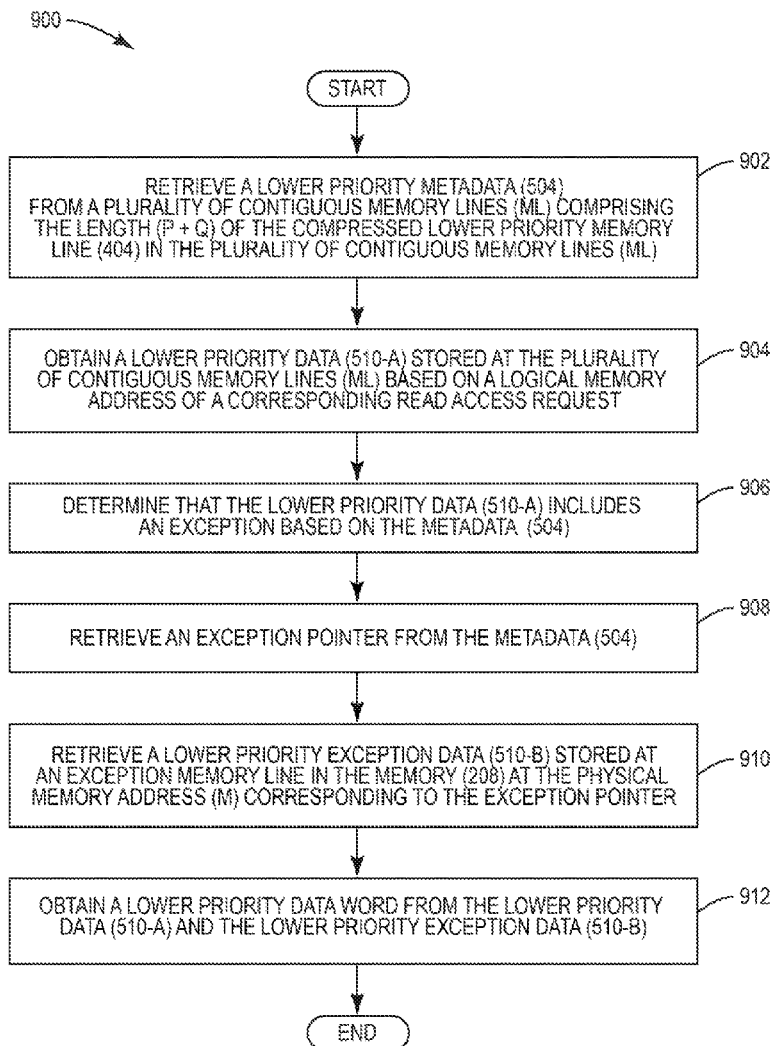 900
START
902
RETRIEVE A LOWER PRIORITY METADATA (504)
FROM A PLURALITY OF CONTIGUOUS MEMORY LINES (ML) COMPRISING
THE LENGTH (P + Q) OF THE COMPRESSED LOWER PRIORITY MEMORY
LINE (404) IN THE PLURALITY OF CONTIGUOUS MEMORY LINES (ML)
904
OBTAIN A LOWER PRIORITY DATA (510-A) STORED AT THE PLURALITY
OF CONTIGUOUS MEMORY LINES (ML) BASED ON A LOGICAL MEMORY
ADDRESS OF A CORRESPONDING READ ACCESS REQUEST
906
DETERMINE THAT THE LOWER PRIORITY DATA (510-A) INCLUDES
AN EXCEPTION BASED ON THE METADATA (504)
908
RETRIEVE AN EXCEPTION POINTER FROM THE METADATA (504)
910
RETRIEVE A LOWER PRIORITY EXCEPTION DATA (510-B) STORED AT
AN EXCEPTION MEMORY LINE IN THE MEMORY (208) AT THE PHYSICAL
MEMORY ADDRESS (M) CORRESPONDING TO THE EXCEPTION POINTER
912
OBTAIN A LOWER PRIORITY DATA WORD FROM THE LOWER PRIORITY
DATA (510-A) AND THE LOWER PRIORITY EXCEPTION DATA (510-B)
END